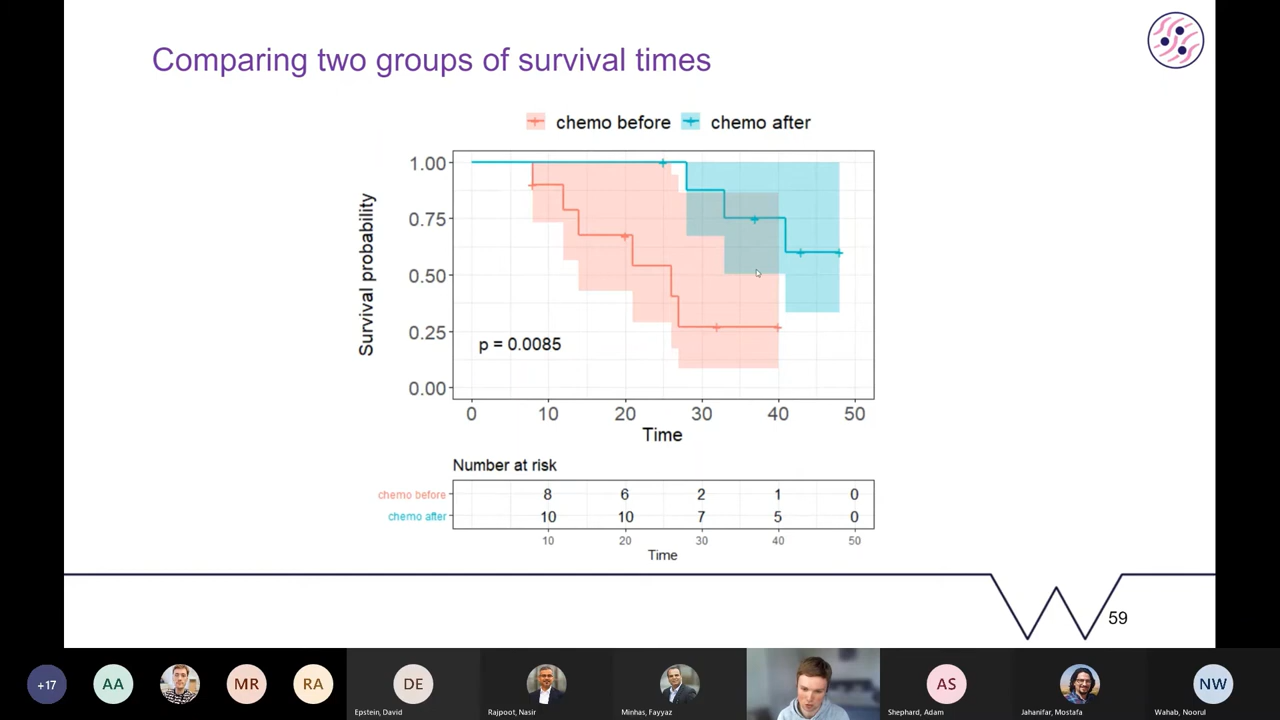 Comparing two groups of survival times
chemo before chemo after
1.00
0.75
0.50
0.25
0.00
Survival probability
p = 0.0085
0 10 20 30 40 50
Time
Number at risk
chemo before 8 6 2 1 0
chemo after 10 10 7 5 0
10 20 30 40 50
Time
59
+17 AA MR RA DE AS NW
Epstein, David Rajpoot, Nasir Minhas, Fayyaz Shephard, Adam Jahanifar, Mostafa Wahab, Noorul